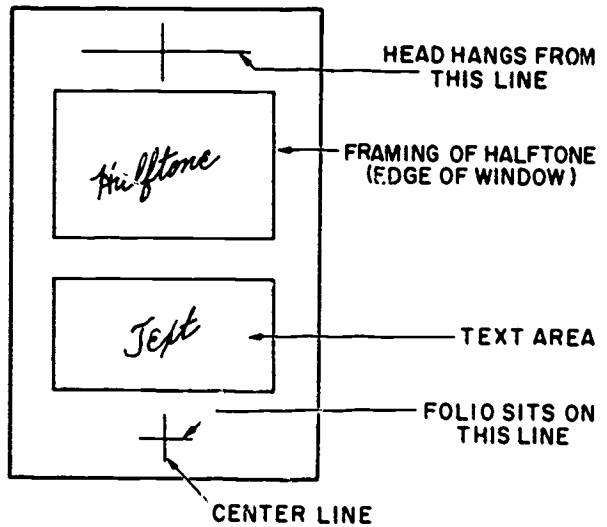 HEAD HANGS FROM
THIS LINE
Halftone
FRAMING OF HALFTONE
(EDGE OF WINDOW)
Text
TEXT AREA
FOLIO SITS ON
THIS LINE
CENTER LINE